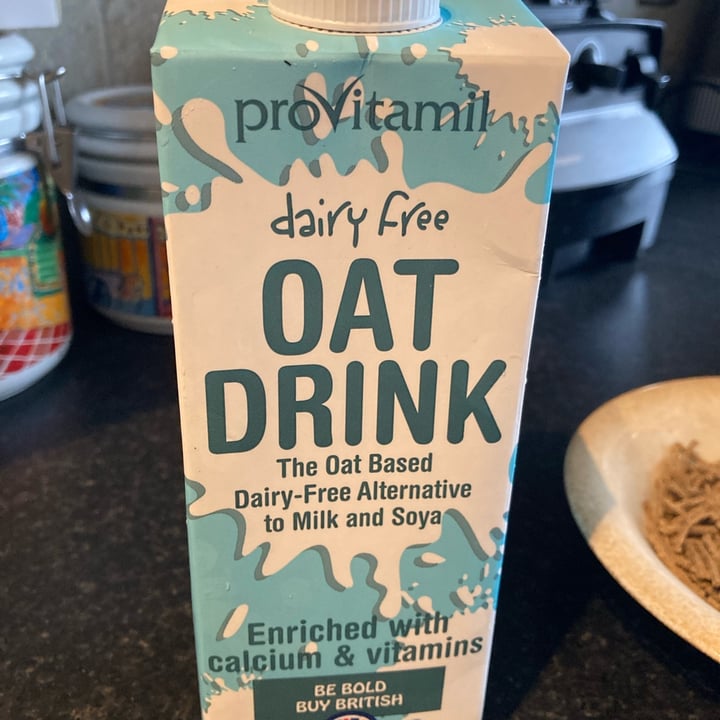 proVitamil
dairy free
OAT
DRINK
The Oat Based
Dairy-Free Alternative
to Milk and Soya
Enriched with
calcium & vitamins
BE BOLD
BUY BRITISH